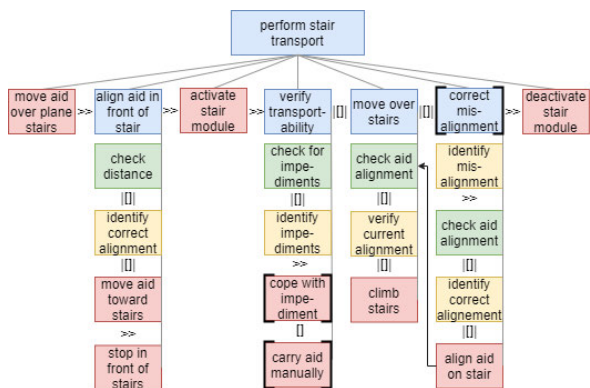 perform stair
transport
move aid
over plane
stairs
>>
align aid in
front of
stair
>>
activate
stair
module
>>
verify
transport-
ability
|[]|
move over
stairs
|[]|
correct
mis-
alignment
>>
deactivate
stair
module
check
distance
|[]|
identify
correct
alignment
|[]|
move aid
toward
stairs
>>
stop in
front of
stairs
check for
impe-
diments
|[]|
identify
impe-
diments
>>
cope with
impe-
diment
[]
carry aid
manually
check aid
alignment
|[]|
verify
current
alignment
|[]|
climb
stairs
identify
mis-
alignment
>>
check aid
alignment
|[]|
identify
correct
alignement
|[]|
align aid
on stair